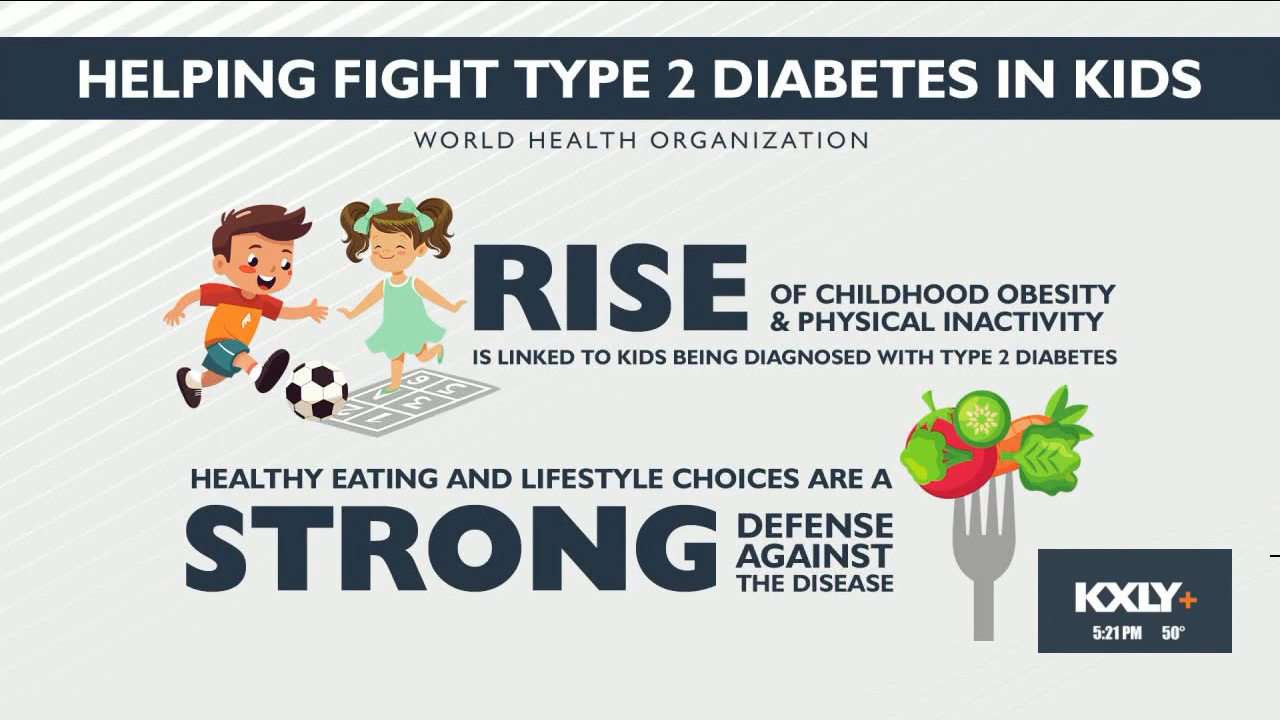 HELPING FIGHT TYPE 2 DIABETES IN KIDS
WORLD HEALTH ORGANIZATION
RISE
OF CHILDHOOD OBESITY
& PHYSICAL INACTIVITY
IS LINKED TO KIDS BEING DIAGNOSED WITH TYPE 2 DIABETES
HEALTHY EATING AND LIFESTYLE CHOICES ARE A
STRONG
DEFENSE
AGAINST
THE DISEASE
KXLY+
5:21 PM 50°